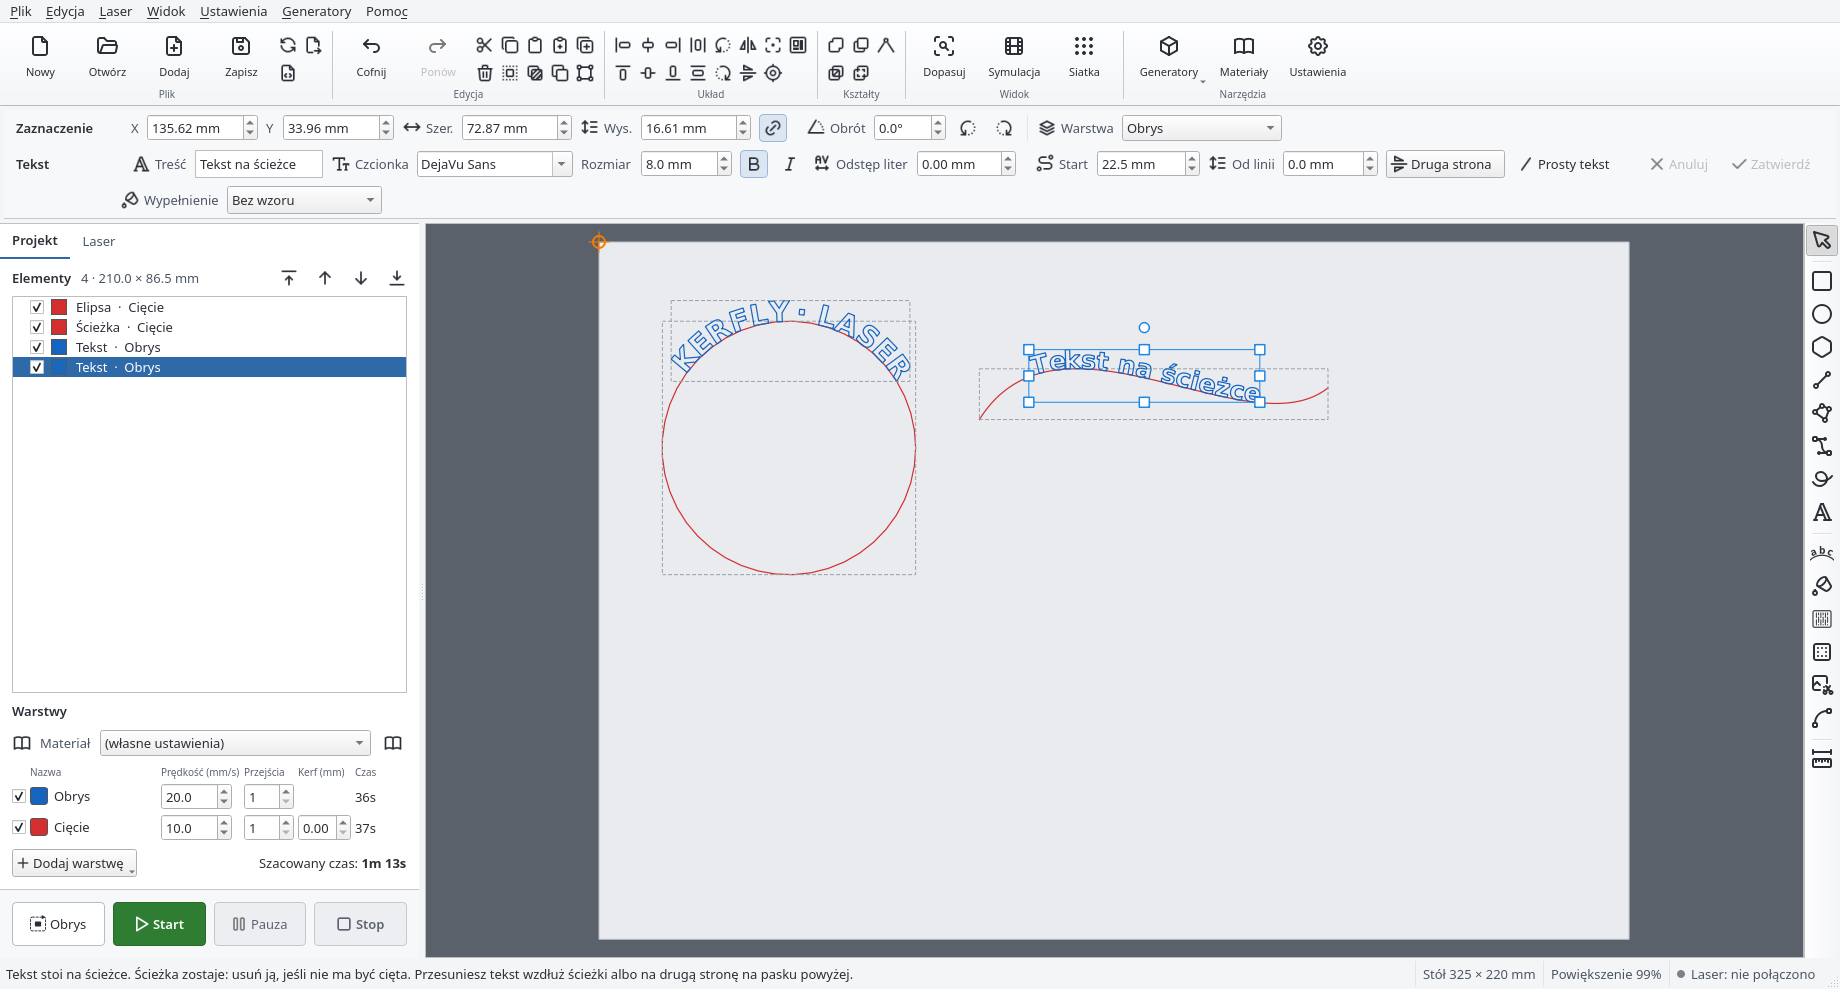 Plik Edycja Laser Widok Ustawienia Generatory Pomoc
Nowy Otwórz Dodaj Zapisz Cofnij Ponów Dopasuj Symulacja Siatka Generatory Materiały Ustawienia
Plik Edycja Układ Kształty Widok Narzędzia
Zaznaczenie X 135.62 mm Y 33.96 mm Szer. 72.87 mm Wys. 16.61 mm Obrót 0.0° Warstwa Obrys
Tekst Treść Tekst na ścieżce Czcionka DejaVu Sans Rozmiar 8.0 mm B I Odstęp liter 0.00 mm Start 22.5 mm Od linii 0.0 mm Druga strona Prosty tekst Anuluj Zatwierdź
Wypełnienie Bez wzoru
Projekt Laser
Elementy 4 · 210.0 × 86.5 mm
Elipsa · Cięcie
Ścieżka · Cięcie
Tekst · Obrys
Tekst · Obrys
KERFLY · LASER
Tekst na ścieżce
Warstwy
Materiał (własne ustawienia)
Nazwa Prędkość (mm/s) Przejścia Kerf (mm) Czas
Obrys 20.0 1 36s
Cięcie 10.0 1 0.00 37s
Dodaj warstwę Szacowany czas: 1m 13s
Obrys Start Pauza Stop
abc
Tekst stoi na ścieżce. Ścieżka zostaje: usuń ją, jeśli nie ma być cięta. Przesuniesz tekst wzdłuż ścieżki albo na drugą stronę na pasku powyżej.
Stół 325 × 220 mm Powiększenie 99% Laser: nie połączono